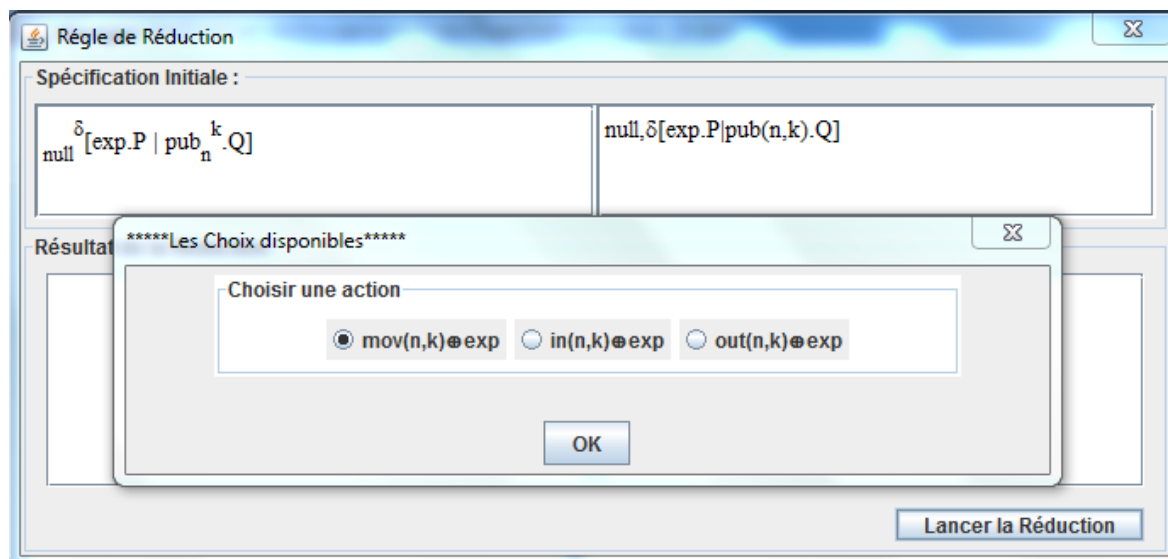 Régle de Réduction
Spécification Initiale :
null^δ[exp.P | pub_n^k.Q]
null,δ[exp.P|pub(n,k).Q]
*****Les Choix disponibles*****
Résultat
Choisir une action
mov(n,k)⊕exp in(n,k)⊕exp out(n,k)⊕exp
OK
Lancer la Réduction